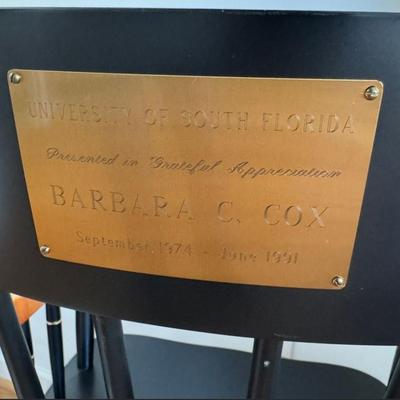 UNIVERSITY OF SOUTH FLORIDA
Presented in Grateful Appreciation
BARBARA C. COX
September, 1974 - June 1991